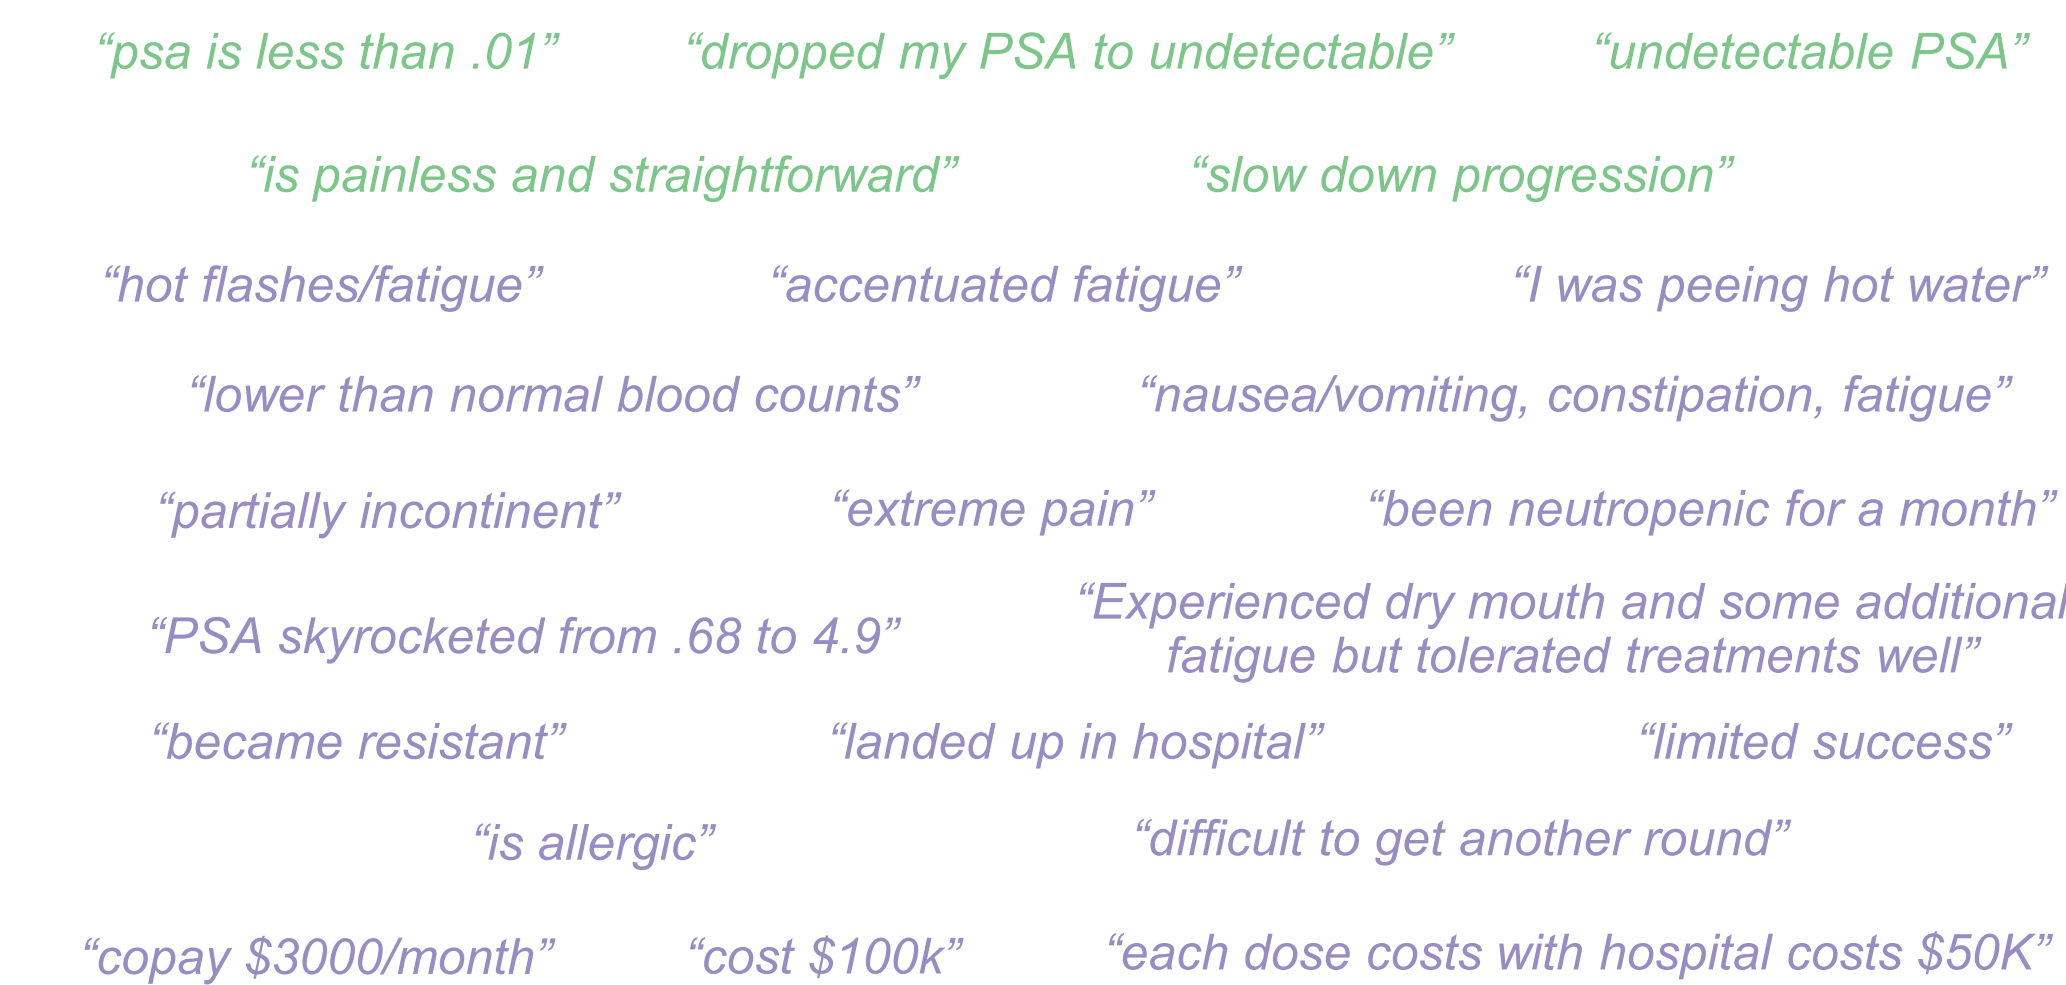 “psa is less than .01” “dropped my PSA to undetectable” “undetectable PSA”
“is painless and straightforward” “slow down progression”
“hot flashes/fatigue” “accentuated fatigue” “I was peeing hot water”
“lower than normal blood counts” “nausea/vomiting, constipation, fatigue”
“partially incontinent” “extreme pain” “been neutropenic for a month”
“PSA skyrocketed from .68 to 4.9” “Experienced dry mouth and some additional
fatigue but tolerated treatments well”
“became resistant” “landed up in hospital” “limited success”
“is allergic” “difficult to get another round”
“copay $3000/month” “cost $100k” “each dose costs with hospital costs $50K”